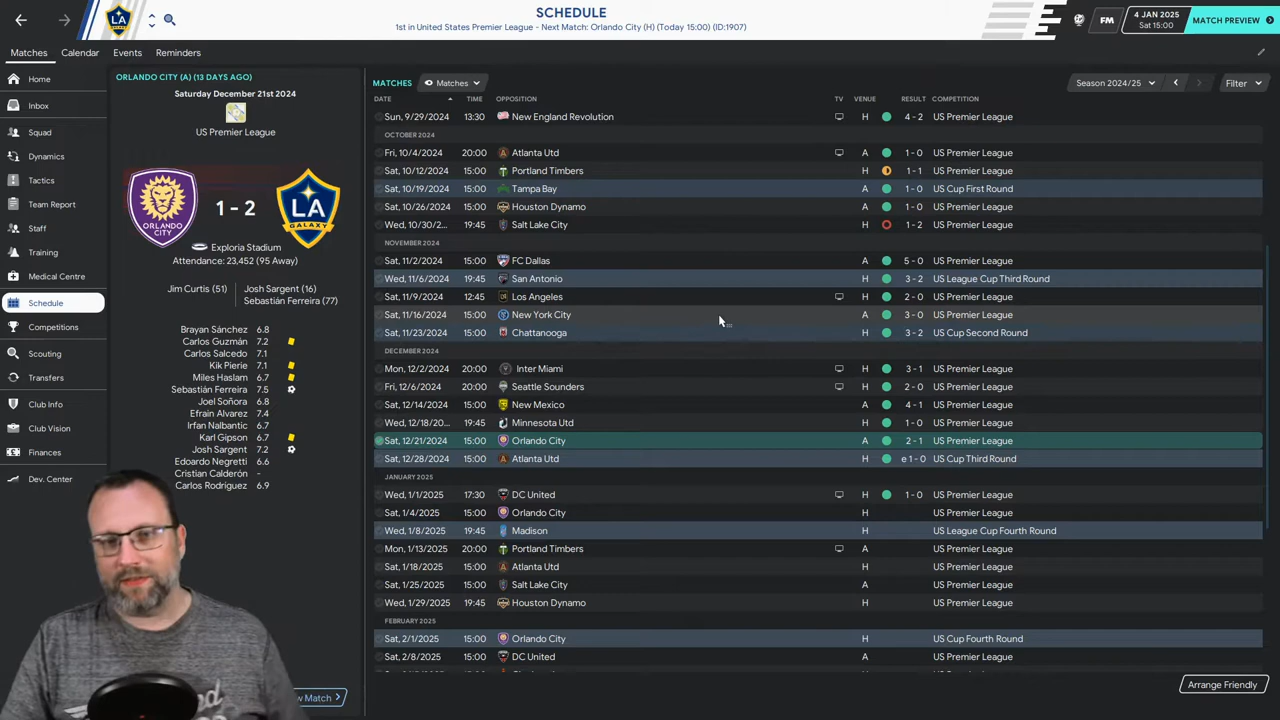 SCHEDULE
1st in United States Premier League - Next Match: Orlando City (H) (Today 15:00) (ID:1907)
FM
4 JAN 2025
Sat 15:00
MATCH PREVIEW
Matches
Calendar
Events
Reminders
Home
Inbox
Squad
Dynamics
Tactics
Team Report
Staff
Training
Medical Centre
Schedule
Competitions
Scouting
Transfers
Club Info
Club Vision
Finances
Dev. Center
ORLANDO CITY (A) (13 DAYS AGO)
Saturday December 21st 2024
US Premier League
ORLANDO CITY
1 - 2
LA GALAXY
Exploria Stadium
Attendance: 23,452 (95 Away)
Jim Curtis (51)
Josh Sargent (16)
Sebastián Ferreira (77)
Brayan Sánchez 6.8
Carlos Guzmán 7.2
Carlos Salcedo 7.1
Kik Pierie 7.1
Miles Haslam 6.7
Sebastián Ferreira 7.5
Joel Soñora 6.8
Efrain Alvarez 7.4
Irfan Nalbantic 6.7
Karl Gipson 6.7
Josh Sargent 7.2
Edoardo Negretti 6.6
Cristian Calderón -
Carlos Rodriguez 6.9
w Match
MATCHES Matches Season 2024/25 Filter
DATE TIME OPPOSITION TV VENUE RESULT COMPETITION
Sun, 9/29/2024 13:30 New England Revolution H 4 - 2 US Premier League
OCTOBER 2024
Fri, 10/4/2024 20:00 Atlanta Utd A 1 - 0 US Premier League
Sat, 10/12/2024 15:00 Portland Timbers H 1 - 1 US Premier League
Sat, 10/19/2024 15:00 Tampa Bay A 1 - 0 US Cup First Round
Sat, 10/26/2024 15:00 Houston Dynamo A 1 - 0 US Premier League
Wed, 10/30/2... 19:45 Salt Lake City H 1 - 2 US Premier League
NOVEMBER 2024
Sat, 11/2/2024 15:00 FC Dallas A 5 - 0 US Premier League
Wed, 11/6/2024 19:45 San Antonio H 3 - 2 US League Cup Third Round
Sat, 11/9/2024 12:45 Los Angeles H 2 - 0 US Premier League
Sat, 11/16/2024 15:00 New York City A 3 - 0 US Premier League
Sat, 11/23/2024 15:00 Chattanooga H 3 - 2 US Cup Second Round
DECEMBER 2024
Mon, 12/2/2024 20:00 Inter Miami H 3 - 1 US Premier League
Fri, 12/6/2024 20:00 Seattle Sounders H 2 - 0 US Premier League
Sat, 12/14/2024 15:00 New Mexico A 4 - 1 US Premier League
Wed, 12/18/20... 19:45 Minnesota Utd H 1 - 0 US Premier League
Sat, 12/21/2024 15:00 Orlando City A 2 - 1 US Premier League
Sat, 12/28/2024 15:00 Atlanta Utd A e 1 - 0 US Cup Third Round
JANUARY 2025
Wed, 1/1/2025 17:30 DC United H 1 - 0 US Premier League
Sat, 1/4/2025 15:00 Orlando City H US Premier League
Wed, 1/8/2025 19:45 Madison H US League Cup Fourth Round
Mon, 1/13/2025 20:00 Portland Timbers A US Premier League
Sat, 1/18/2025 15:00 Atlanta Utd H US Premier League
Sat, 1/25/2025 15:00 Salt Lake City A US Premier League
Wed, 1/29/2025 19:45 Houston Dynamo H US Premier League
FEBRUARY 2025
Sat, 2/1/2025 15:00 Orlando City H US Cup Fourth Round
Sat, 2/8/2025 15:00 DC United A US Premier League
Arrange Friendly